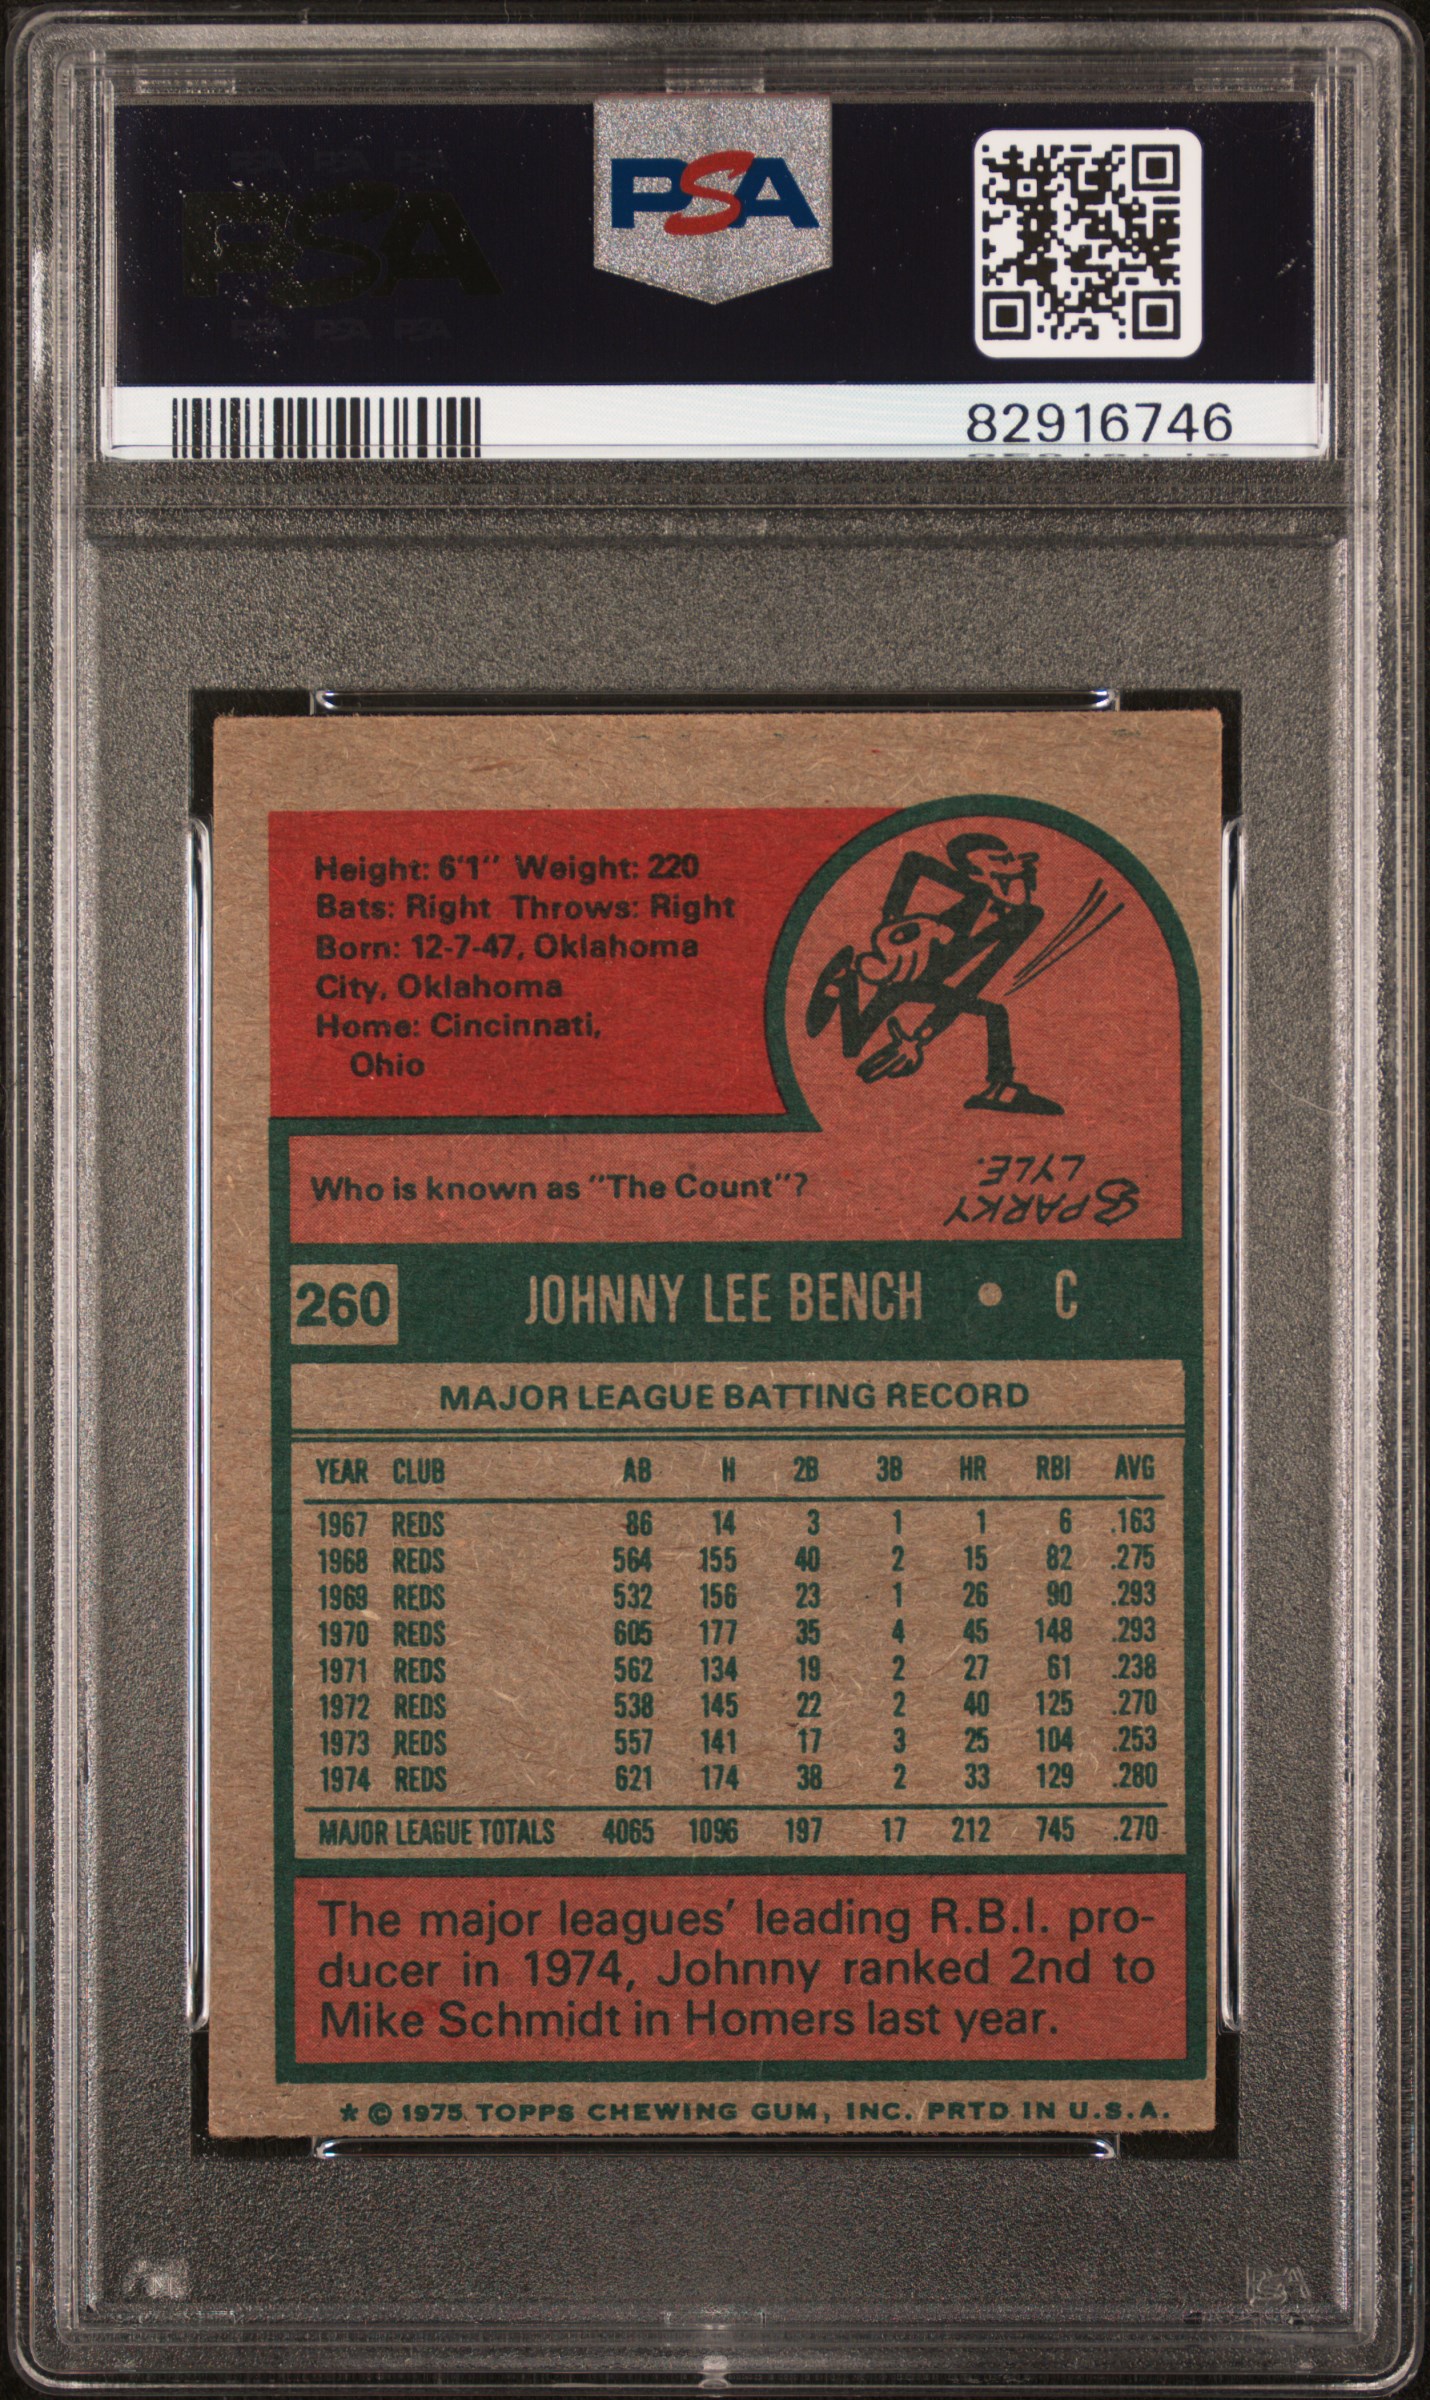 PSA PSA PSA
PSA
PSA PSA PSA
PSA
82916746
Height: 6'1" Weight: 220
Bats: Right Throws: Right
Born: 12-7-47, Oklahoma
City, Oklahoma
Home: Cincinnati,
Ohio
Who is known as "The Count"?
SPARKY
LYLE.
260 JOHNNY LEE BENCH • C
MAJOR LEAGUE BATTING RECORD
YEAR CLUB AB H 2B 3B HR RBI AVG
1967 REDS 86 14 3 1 1 6 .163
1968 REDS 564 155 40 2 15 82 .275
1969 REDS 532 156 23 1 26 90 .293
1970 REDS 605 177 35 4 45 148 .293
1971 REDS 562 134 19 2 27 61 .238
1972 REDS 538 145 22 2 40 125 .270
1973 REDS 557 141 17 3 25 104 .253
1974 REDS 621 174 38 2 33 129 .280
MAJOR LEAGUE TOTALS 4065 1096 197 17 212 745 .270
The major leagues' leading R.B.I. pro-
ducer in 1974, Johnny ranked 2nd to
Mike Schmidt in Homers last year.
* © 1975 TOPPS CHEWING GUM, INC. PRTD. IN U.S.A.
PSA